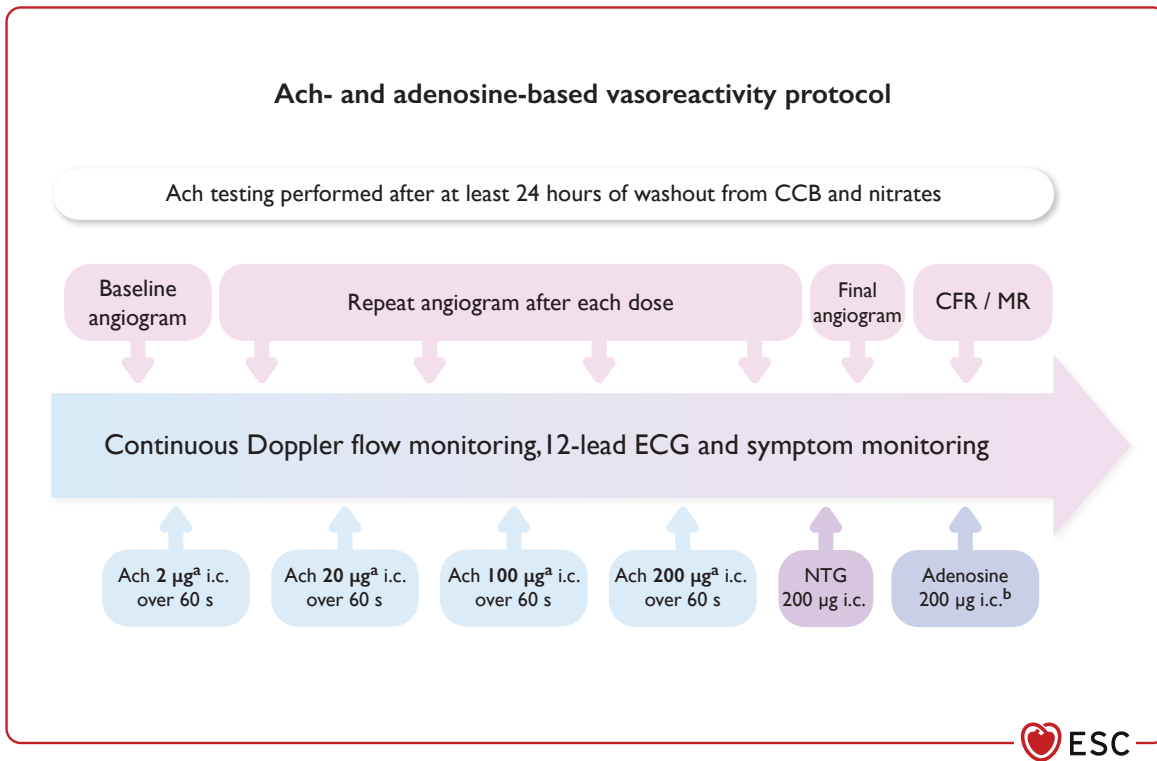 Ach- and adenosine-based vasoreactivity protocol
Ach testing performed after at least 24 hours of washout from CCB and nitrates
Baseline
angiogram
Repeat angiogram after each dose
Final
angiogram
CFR / MR
Continuous Doppler flow monitoring,12-lead ECG and symptom monitoring
Ach 2 μgᵃ i.c.
over 60 s
Ach 20 μgᵃ i.c.
over 60 s
Ach 100 μgᵃ i.c.
over 60 s
Ach 200 μgᵃ i.c.
over 60 s
NTG
200 μg i.c.
Adenosine
200 μg i.c.ᵇ
ESC